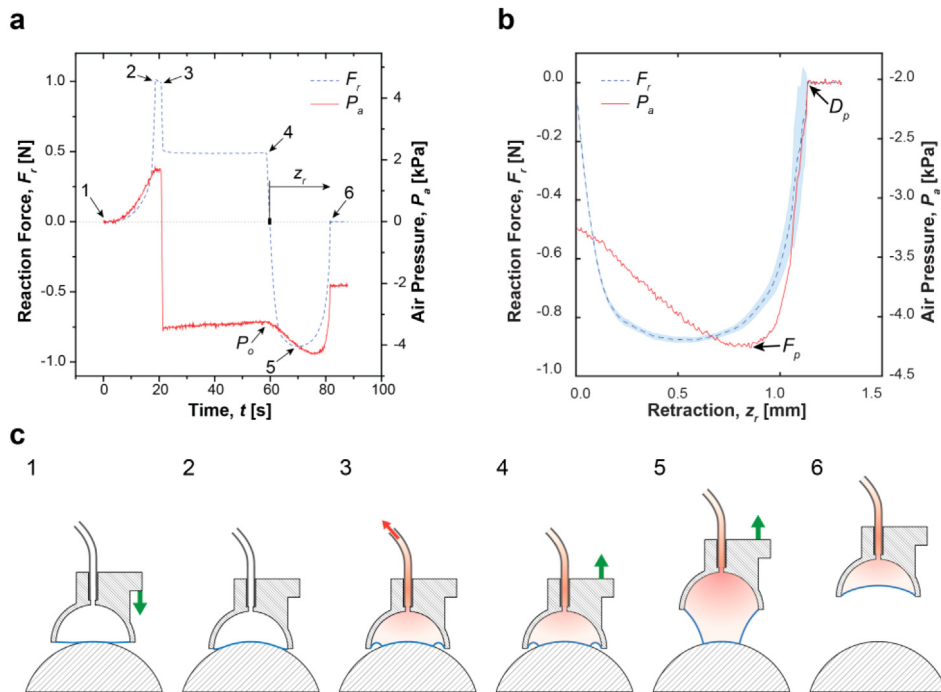 a
b
2
3
F_r
P_a
4
z_r
1
6
P_o
5
1.0
0.5
0.0
-0.5
-1.0
4
2
0
-2
-4
0 20 40 60 80 100
Reaction Force, F_r [N]
Air Pressure, P_a [kPa]
Time, t [s]
F_r
P_a
D_p
F_p
0.0
-0.2
-0.4
-0.6
-0.8
-1.0
-2.0
-2.5
-3.0
-3.5
-4.0
-4.5
0.0 0.5 1.0 1.5
Reaction Force, F_r [N]
Air Pressure, P_a [kPa]
Retraction, z_r [mm]
c
1 2 3 4 5 6